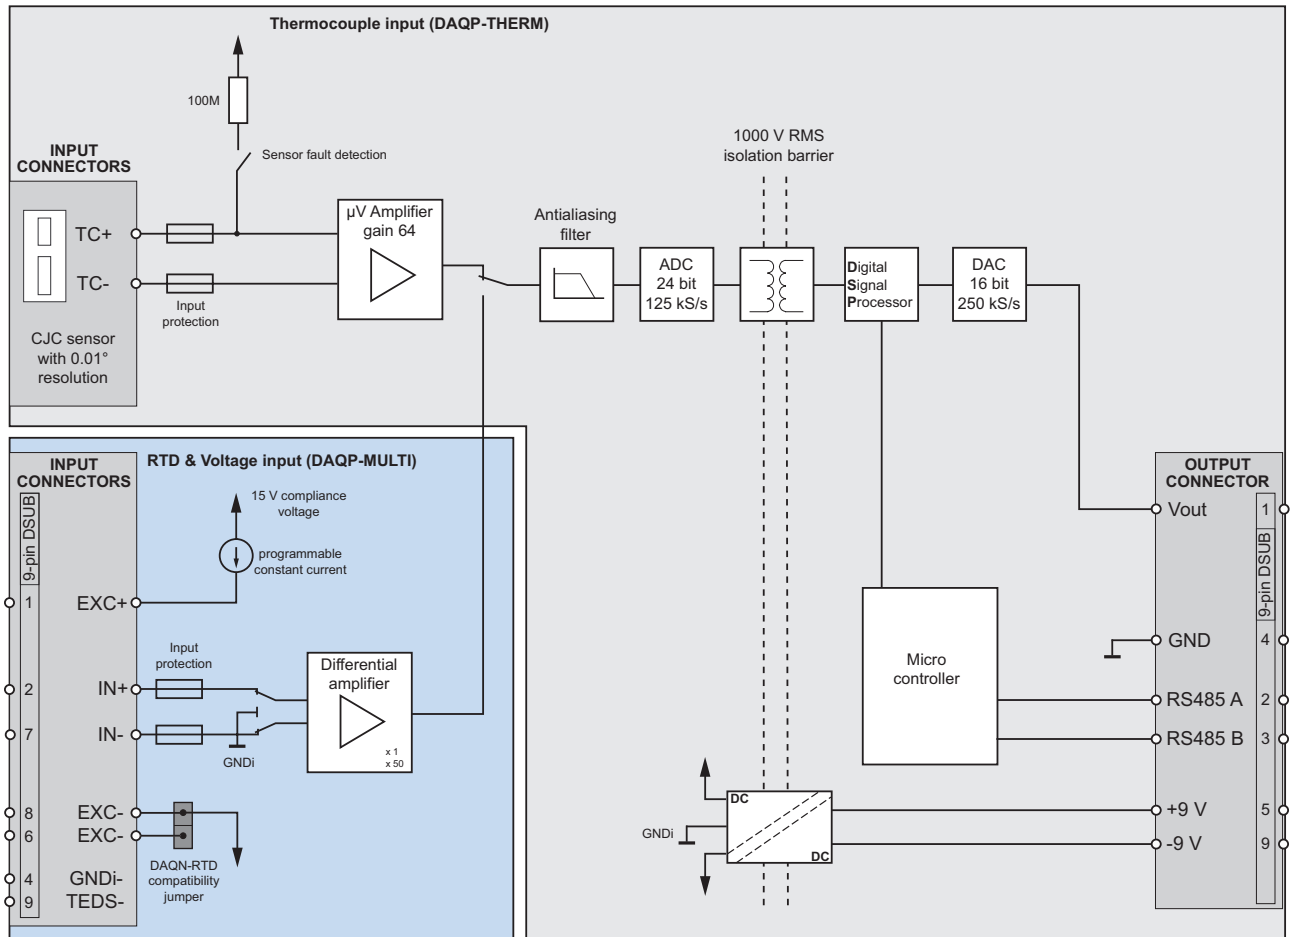 Thermocouple input (DAQP-THERM)
100M
Sensor fault detection
1000 V RMS
isolation barrier
INPUT
CONNECTORS
TC+
TC-
CJC sensor
with 0.01°
resolution
Input
protection
µV Amplifier
gain 64
Antialiasing
filter
ADC
24 bit
125 kS/s
Digital
Signal
Processor
DAC
16 bit
250 kS/s
RTD & Voltage input (DAQP-MULTI)
INPUT
CONNECTORS
9-pin DSUB
15 V compliance
voltage
programmable
constant current
1 EXC+
2 IN+
7 IN-
8 EXC-
6 EXC-
4 GNDi-
9 TEDS-
Input
protection
GNDi
Differential
amplifier
x 1
x 50
DAQN-RTD
compatibility
jumper
Micro
controller
GNDi
DC
DC
OUTPUT
CONNECTOR
Vout 1
9-pin DSUB
GND 4
RS485 A 2
RS485 B 3
+9 V 5
-9 V 9